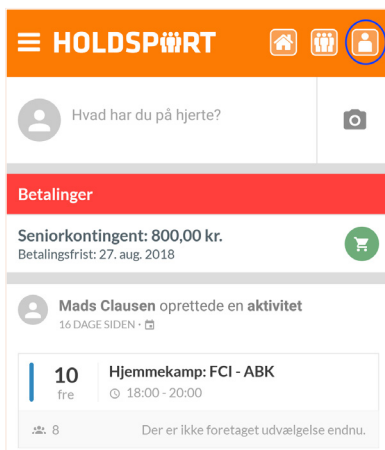 HOLDSPORT
Hvad har du på hjerte?
Betalinger
Seniorkontingent: 800,00 kr.
Betalingsfrist: 27. aug. 2018
Mads Clausen oprettede en aktivitet
16 DAGE SIDEN ·
10 Hjemmekamp: FCI - ABK
fre 18:00 - 20:00
8 Der er ikke foretaget udvælgelse endnu.